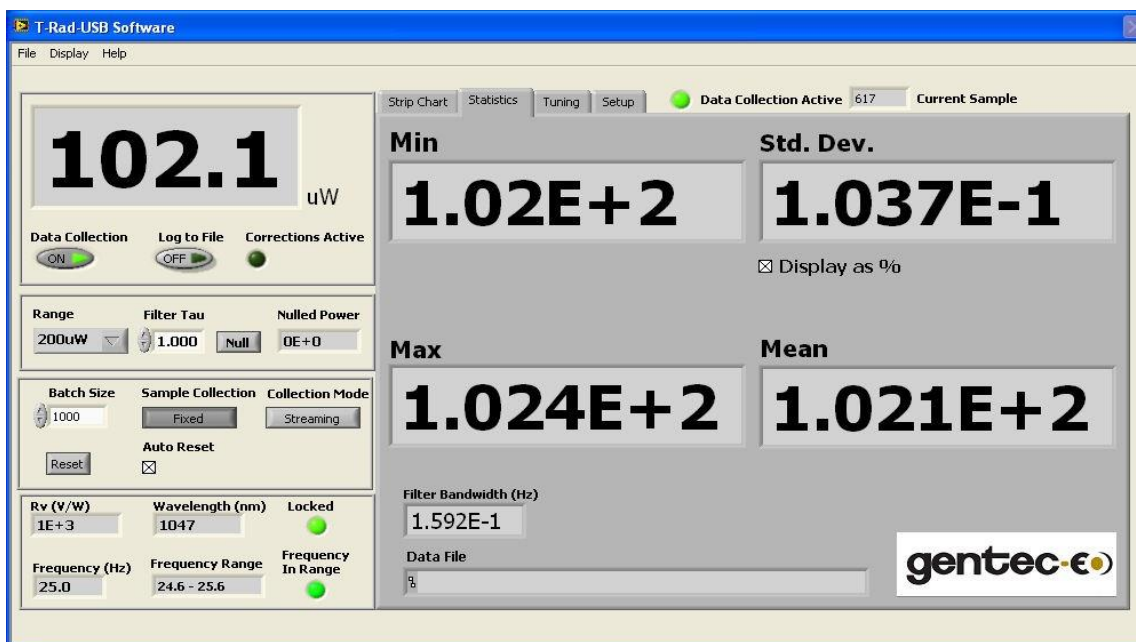 T-Rad-USB Software
File Display Help
102.1
uW
Data Collection Log to File Corrections Active
ON OFF
Range Filter Tau Nulled Power
200uW 1.000 Null 0E+0
Batch Size Sample Collection Collection Mode
1000 Fixed Streaming
Auto Reset
Reset
Rv (V/W) Wavelength (nm) Locked
1E+3 1047
Frequency (Hz) Frequency Range Frequency In Range
25.0 24.6 - 25.6
Strip Chart Statistics Tuning Setup Data Collection Active 617 Current Sample
Min Std. Dev.
1.02E+2 1.037E-1
Display as %
Max Mean
1.024E+2 1.021E+2
Filter Bandwidth (Hz)
1.592E-1
Data File
%
gentec-EO